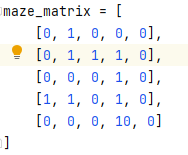 maze_matrix = [
[0, 1, 0, 0, 0],
[0, 1, 1, 1, 0],
[0, 0, 0, 1, 0],
[1, 1, 0, 1, 0],
[0, 0, 0, 10, 0]
]